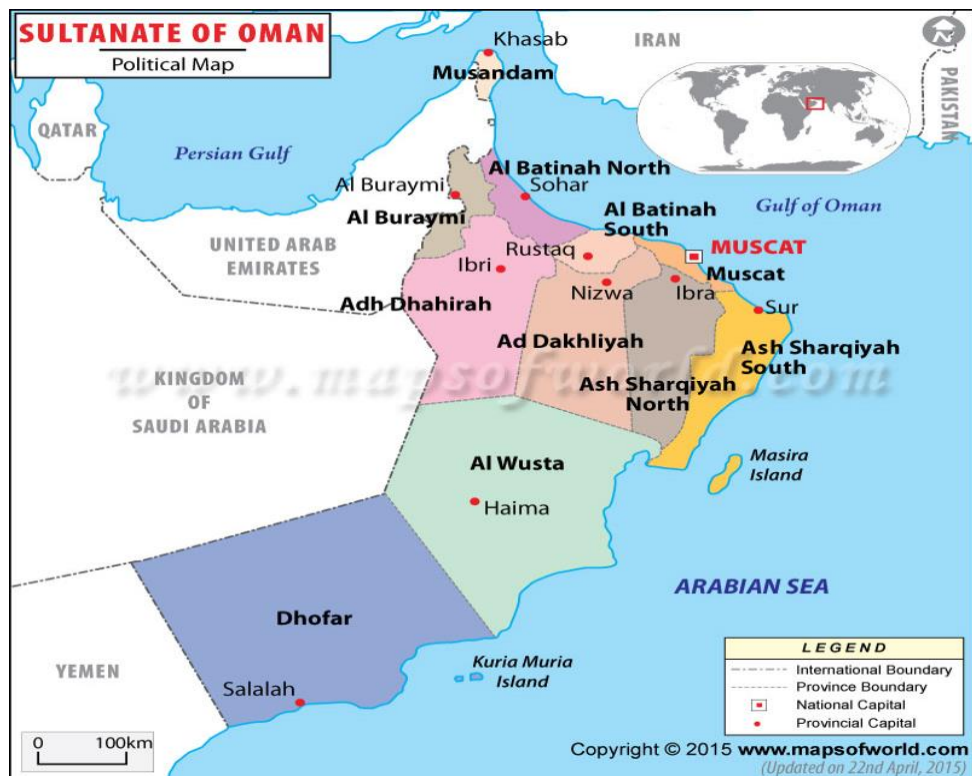 SULTANATE OF OMAN
Political Map
Khasab
IRAN
Musandam
PAKISTAN
QATAR
Persian Gulf
Al Batinah North
Al Buraymi
Sohar
Al Buraymi
Al Batinah
South
Gulf of Oman
UNITED ARAB
EMIRATES
Rustaq
MUSCAT
Ibri
Muscat
Nizwa
Ibra
Adh Dhahirah
Sur
Ad Dakhliyah
Ash Sharqiyah
South
www.mapsofworld.com
KINGDOM
OF
SAUDI ARABIA
Ash Sharqiyah
North
Al Wusta
Masira
Island
Haima
ARABIAN SEA
Dhofar
YEMEN
Kuria Muria
Island
Salalah
LEGEND
International Boundary
Province Boundary
National Capital
Provincial Capital
0 100km
Copyright © 2015 www.mapsofworld.com
(Updated on 22nd April, 2015)
N